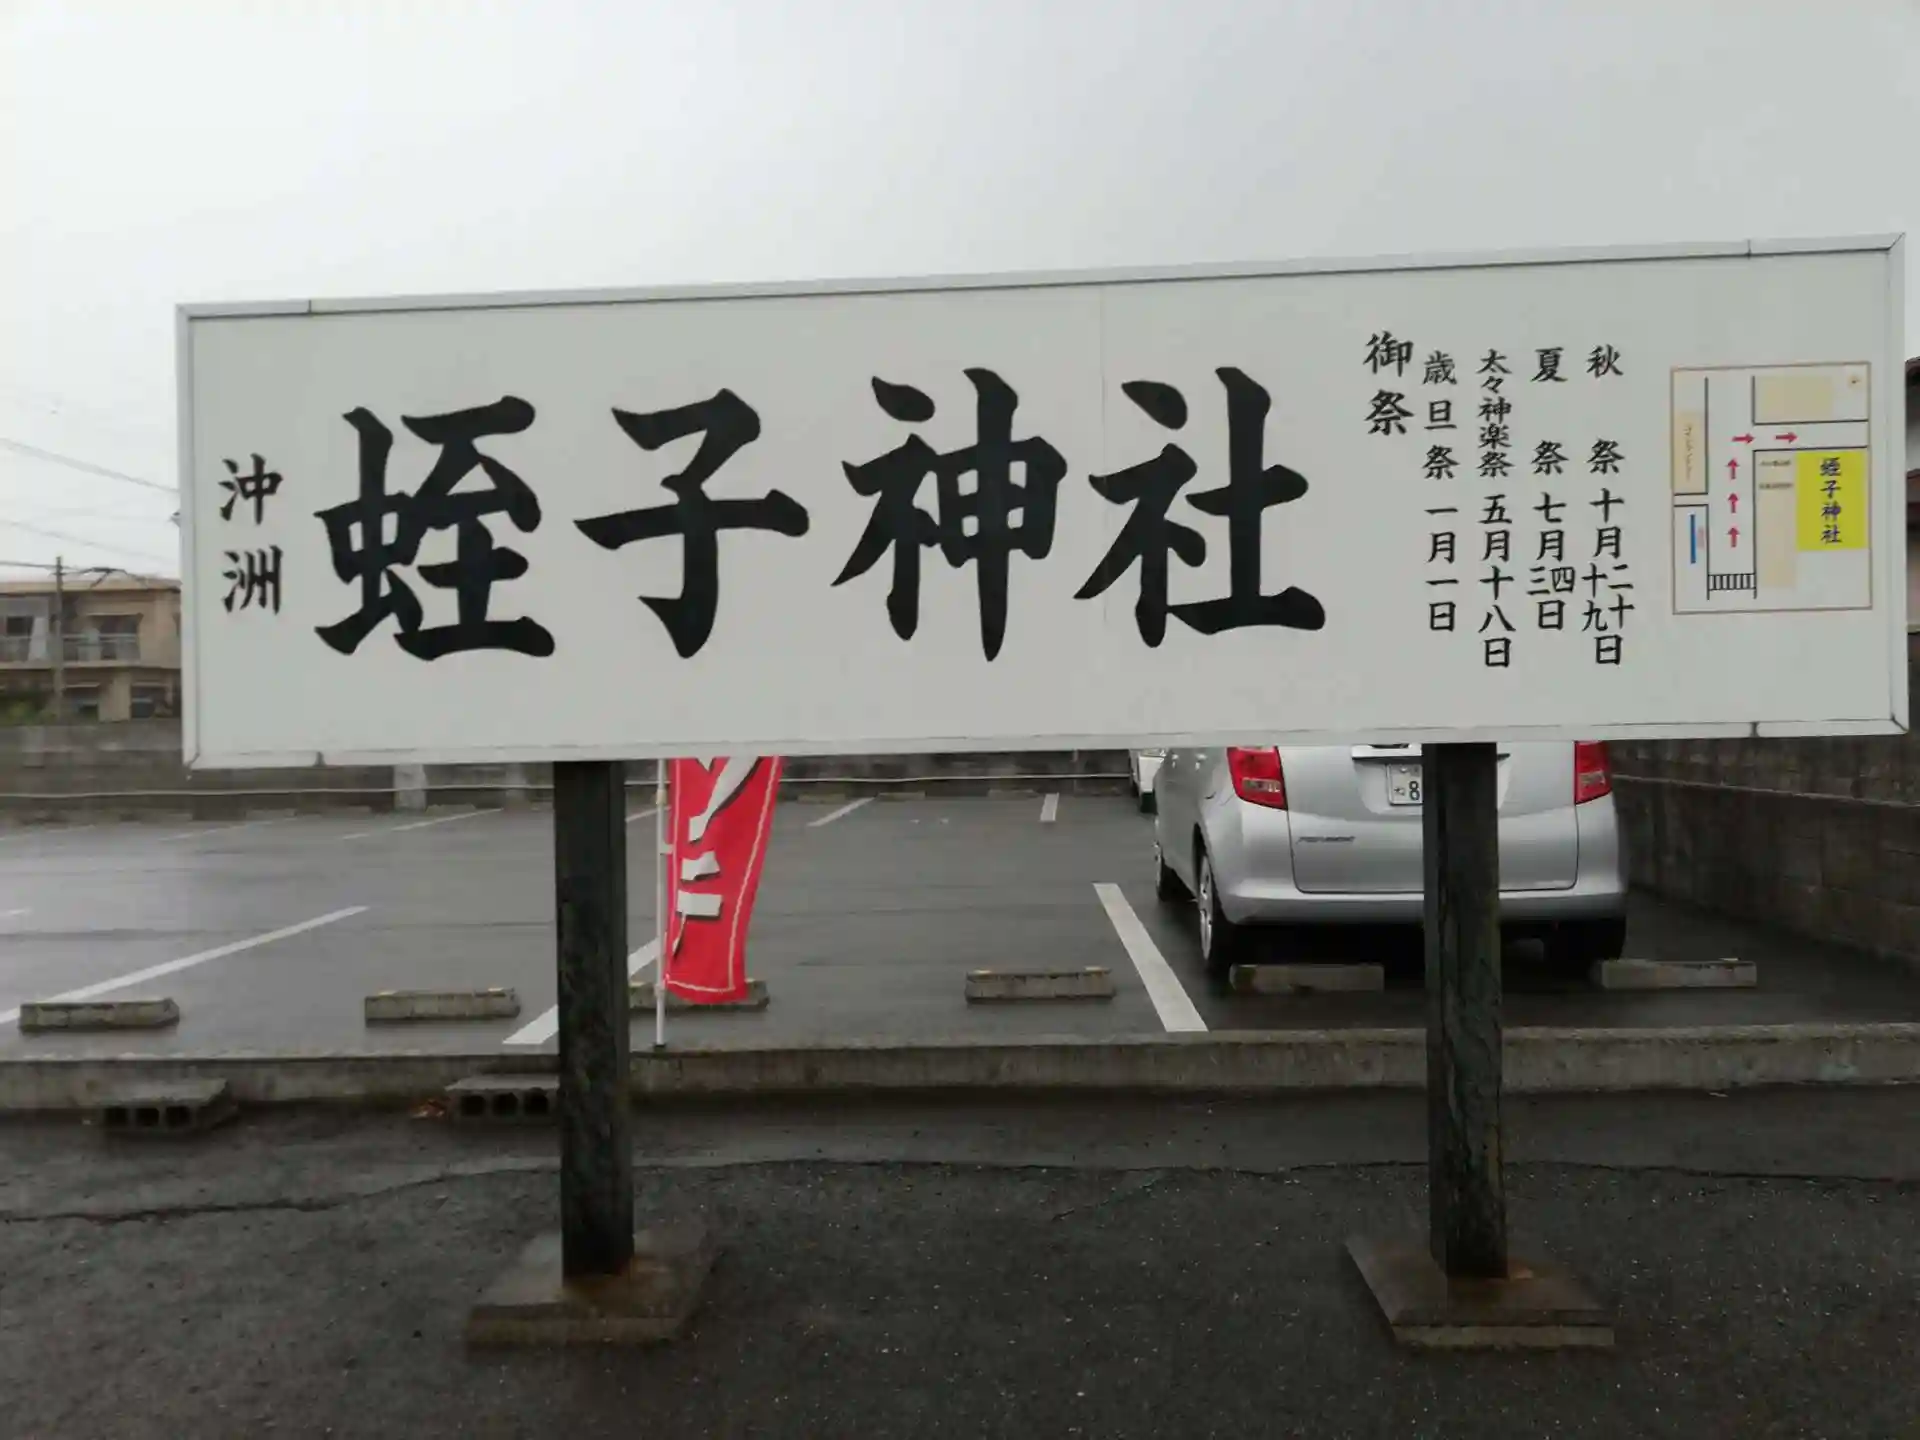 沖洲
蛭子神社
御祭
歳旦祭 一月一日
太々神楽祭 五月十八日
夏祭 七月三四日
秋祭 十月十九二十日
蛭子神社
8